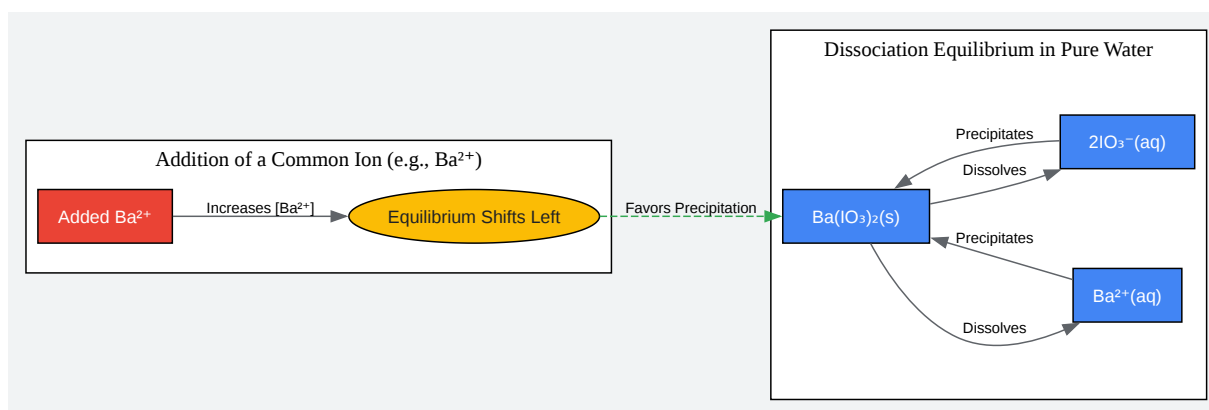 Addition of a Common Ion (e.g., Ba²⁺)
Added Ba²⁺
Increases [Ba²⁺]
Equilibrium Shifts Left
Favors Precipitation
Dissociation Equilibrium in Pure Water
Precipitates
2IO₃⁻(aq)
Dissolves
Ba(IO₃)₂(s)
Precipitates
Ba²⁺(aq)
Dissolves